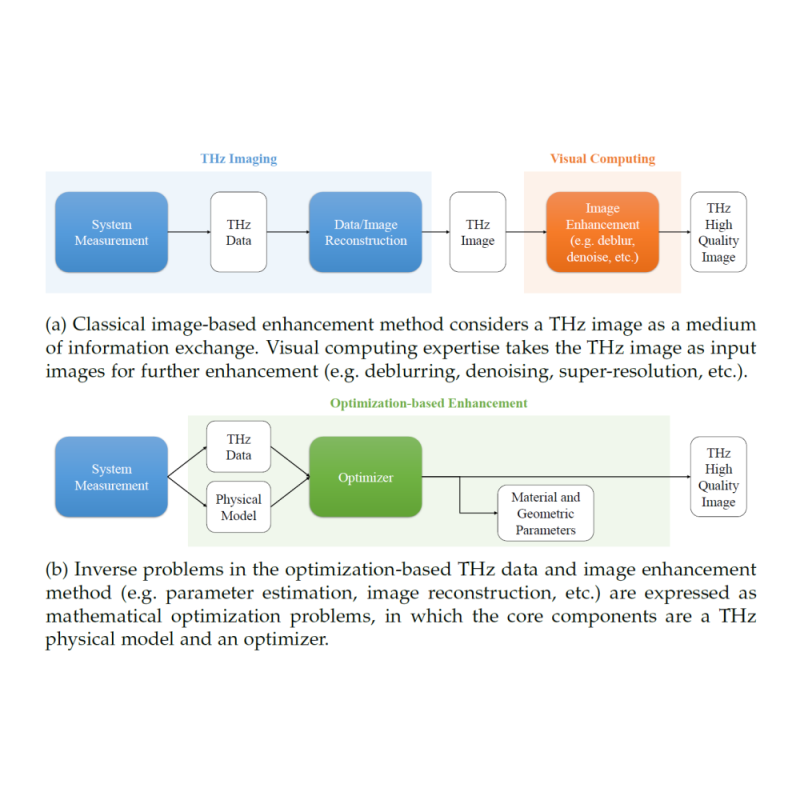 THz Imaging
Visual Computing
System
Measurement
THz
Data
Data/Image
Reconstruction
THz
Image
Image
Enhancement
(e.g. deblur,
denoise, etc.)
THz
High
Quality
Image
(a) Classical image-based enhancement method considers a THz image as a medium
of information exchange. Visual computing expertise takes the THz image as input
images for further enhancement (e.g. deblurring, denoising, super-resolution, etc.).
Optimization-based Enhancement
System
Measurement
THz
Data
Physical
Model
Optimizer
Material and
Geometric
Parameters
THz
High
Quality
Image
(b) Inverse problems in the optimization-based THz data and image enhancement
method (e.g. parameter estimation, image reconstruction, etc.) are expressed as
mathematical optimization problems, in which the core components are a THz
physical model and an optimizer.